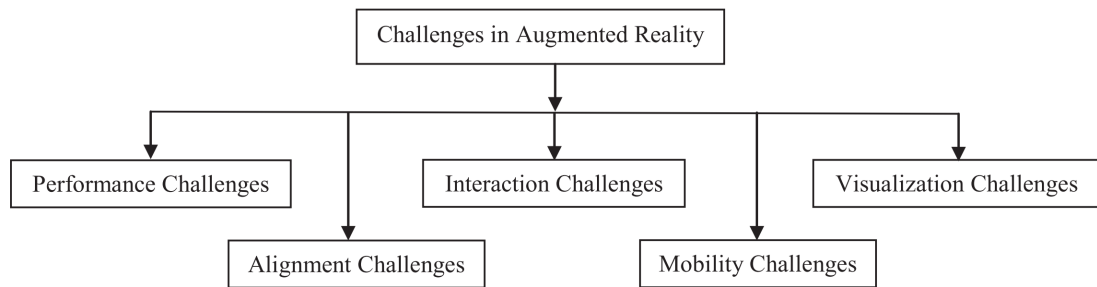 Challenges in Augmented Reality
Performance Challenges
Interaction Challenges
Visualization Challenges
Alignment Challenges
Mobility Challenges